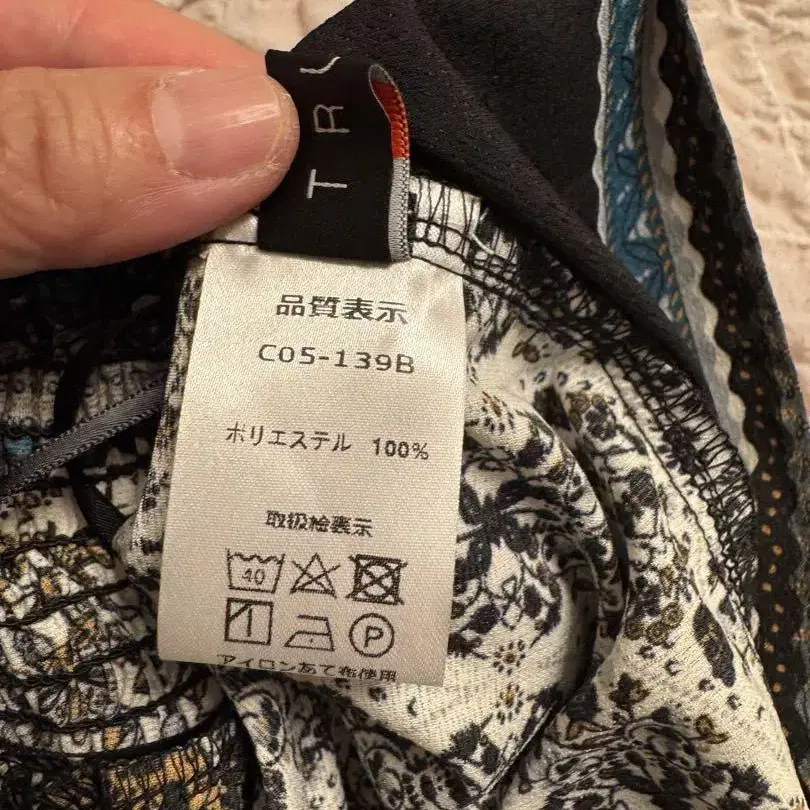 TRU
品質表示
C05-139B
ポリエステル 100%
取扱絵表示
40
P
アイロンあて布使用